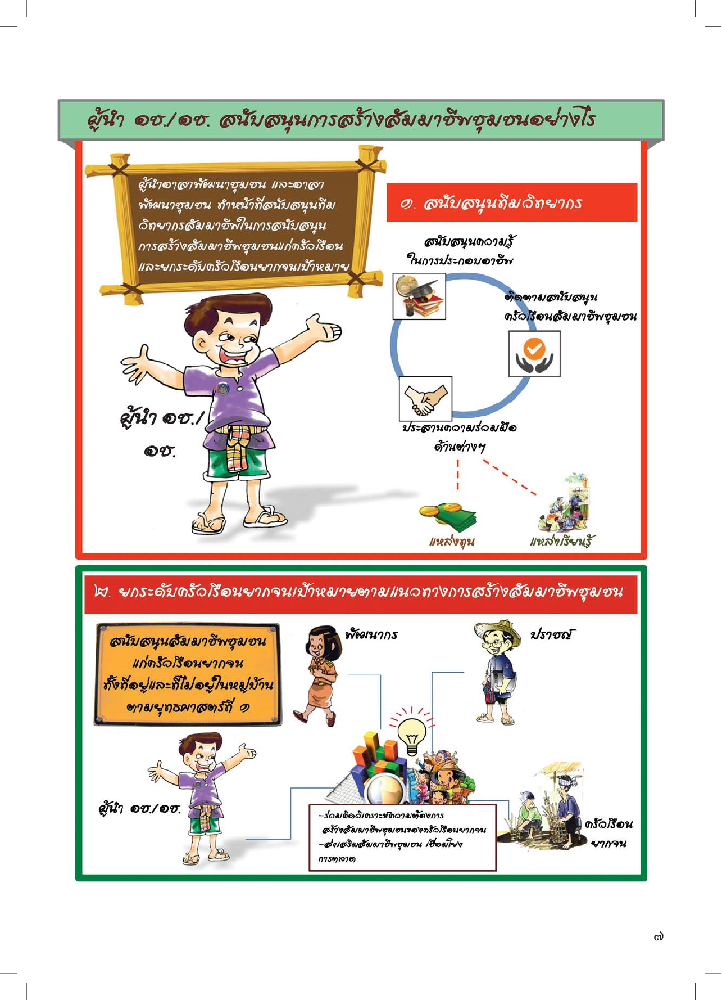 ผู้นำ อช./อช. สนับสนุนการสร้างสัมมาชีพชุมชนอย่างไร
ผู้นำอาสาพัฒนาชุมชน และอาสา
พัฒนาชุมชน ทำหน้าที่สนับสนุนทีม
วิทยากรสัมมาชีพในการสนับสนุน
การสร้างสัมมาชีพชุมชนแก่ครัวเรือน
และยกระดับครัวเรือนยากจนเป้าหมาย
ผู้นำ อช./
อช.
๑. สนับสนุนทีมวิทยากร
สนับสนุนความรู้
ในการประกอบอาชีพ
ติดตามสนับสนุน
ครัวเรือนสัมมาชีพชุมชน
ประสานความร่วมมือ
ด้านต่างๆ
แหล่งทุน
แหล่งเรียนรู้
๒. ยกระดับครัวเรือนยากจนเป้าหมายตามแนวทางการสร้างสัมมาชีพชุมชน
สนับสนุนสัมมาชีพชุมชน
แก่ครัวเรือนยากจน
ทั้งที่อยู่และที่ไม่อยู่ในหมู่บ้าน
ตามยุทธศาสตร์ที่ ๑
พัฒนากร
ปราชญ์
ผู้นำ อช./อช.
-ร่วมคิดวิเคราะห์ความต้องการ
สร้างสัมมาชีพชุมชนของครัวเรือนยากจน
-ส่งเสริมสัมมาชีพชุมชน เชื่อมโยง
การตลาด
ครัวเรือน
ยากจน
๗